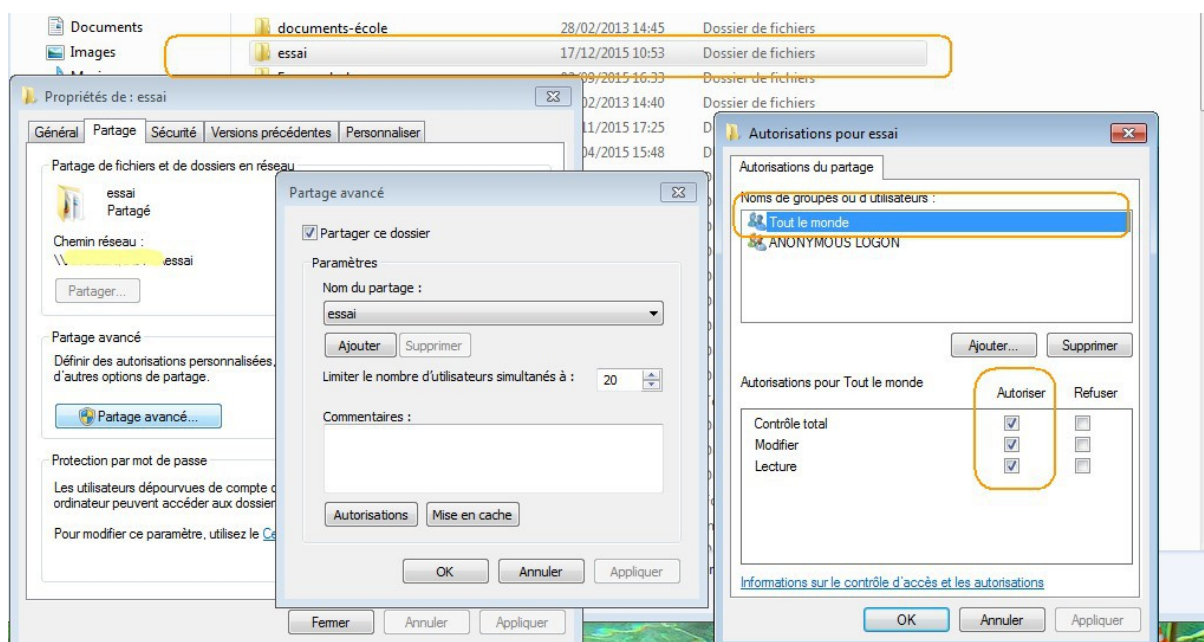 Documents
documents-école
28/02/2013 14:45
Dossier de fichiers
Images
essai
17/12/2015 10:53
Dossier de fichiers
Dossier de fichiers
02/2013 14:40
Dossier de fichiers
11/2015 17:25
04/2015 15:48
Propriétés de : essai
Général
Partage
Sécurité
Versions précédentes
Personnaliser
Partage de fichiers et de dossiers en réseau
essai
Partagé
Chemin réseau :
\\ \essai
Partager...
Partage avancé
Définir des autorisations personnalisées,
d'autres options de partage.
Partage avancé...
Protection par mot de passe
Les utilisateurs dépourvues de compte
ordinateur peuvent accéder aux dossier
Pour modifier ce paramètre, utilisez le Ce
Fermer
Annuler
Appliquer
Partage avancé
Partager ce dossier
Paramètres
Nom du partage :
essai
Ajouter
Supprimer
Limiter le nombre d'utilisateurs simultanés à :
20
Commentaires :
Autorisations
Mise en cache
OK
Annuler
Appliquer
Autorisations pour essai
Autorisations du partage
Noms de groupes ou d'utilisateurs :
Tout le monde
ANONYMOUS LOGON
Ajouter...
Supprimer
Autorisations pour Tout le monde
Autoriser
Refuser
Contrôle total
Modifier
Lecture
Informations sur le contrôle d'accès et les autorisations
OK
Annuler
Appliquer